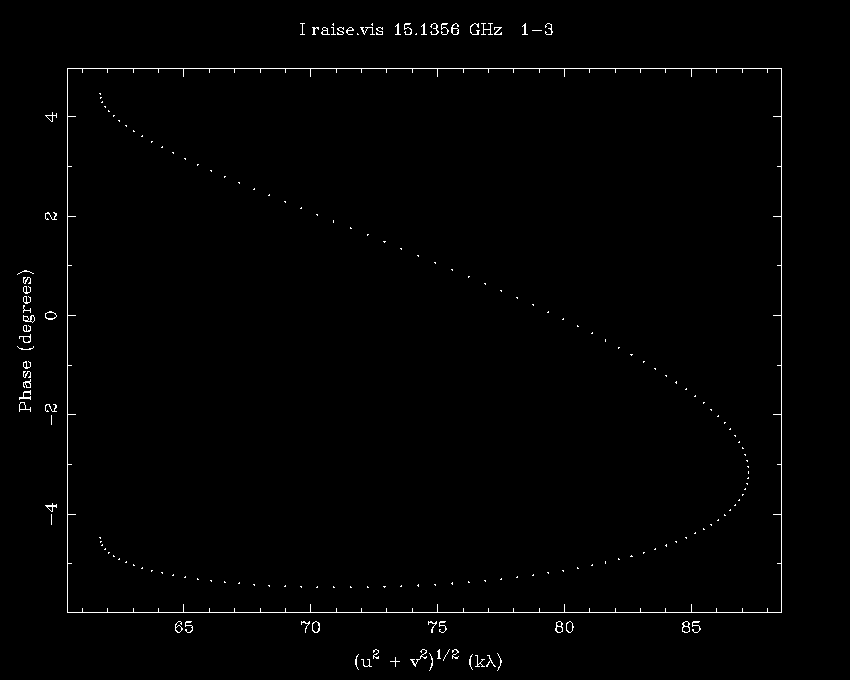 I raise.vis 15.1356 GHz 1−3
4
2
0
−2
−4
Phase (degrees)
65 70 75 80 85
(u² + v²)¹/² (kλ)